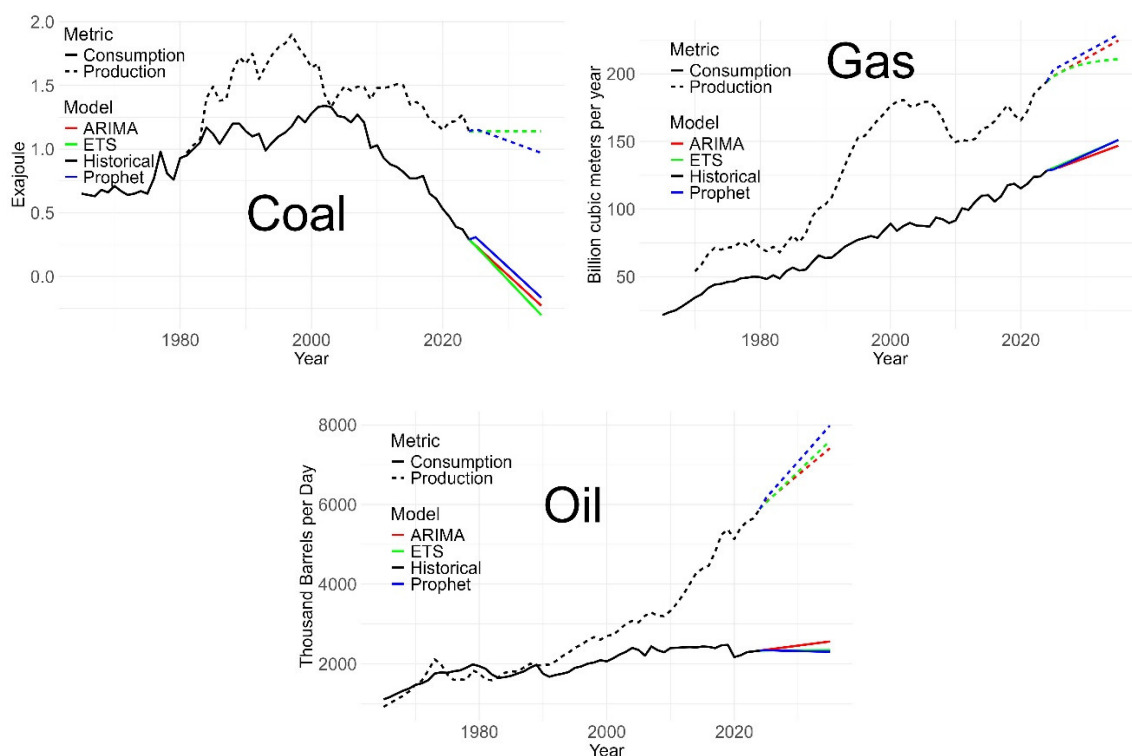 2.0
1.5
1.0
0.5
0.0
Exajoule
Metric
Consumption
Production
Model
ARIMA
ETS
Historical
Prophet
Coal
1980
2000
2020
Year
200
150
100
50
Billion cubic meters per year
Metric
Consumption
Production
Model
ARIMA
ETS
Historical
Prophet
Gas
1980
2000
2020
Year
8000
6000
4000
2000
Thousand Barrels per Day
Metric
Consumption
Production
Model
ARIMA
ETS
Historical
Prophet
Oil
1980
2000
2020
Year